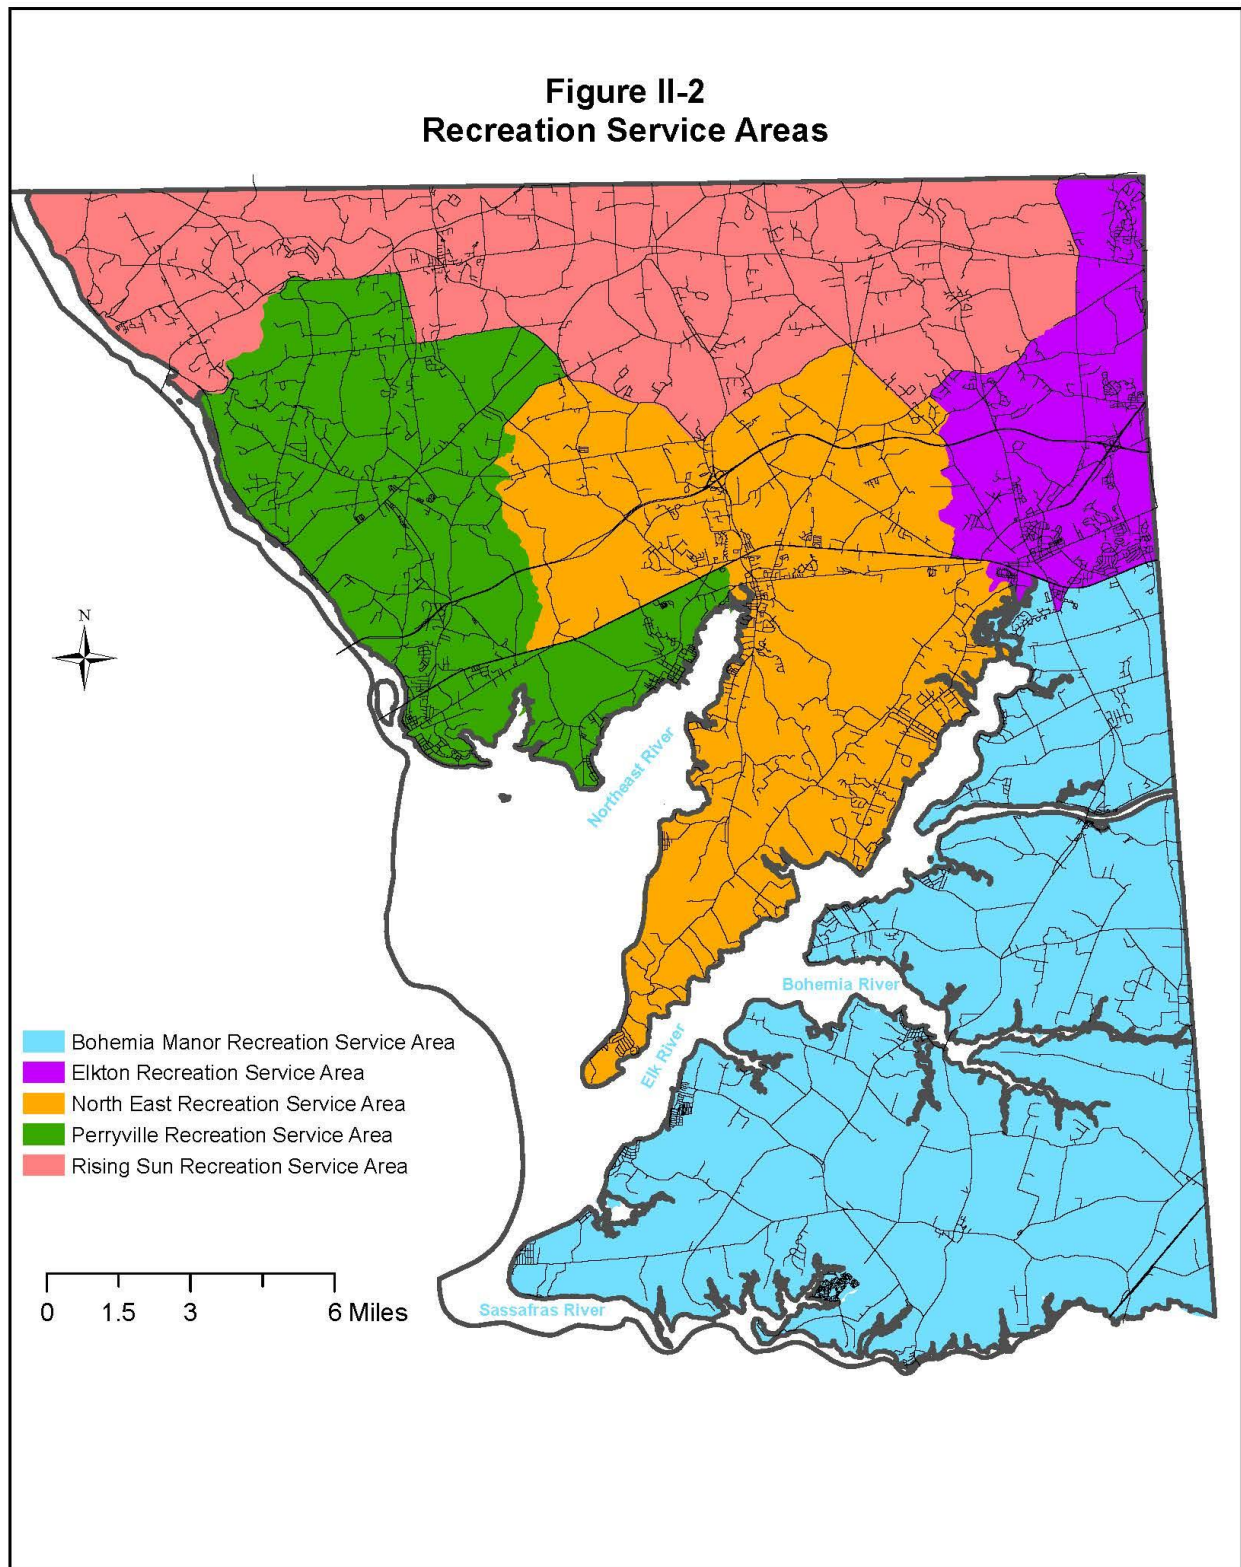 Figure II-2
Recreation Service Areas
N
Northeast River
Bohemia River
Elk River
Bohemia Manor Recreation Service Area
Elkton Recreation Service Area
North East Recreation Service Area
Perryville Recreation Service Area
Rising Sun Recreation Service Area
Sassafras River
0 1.5 3 6 Miles